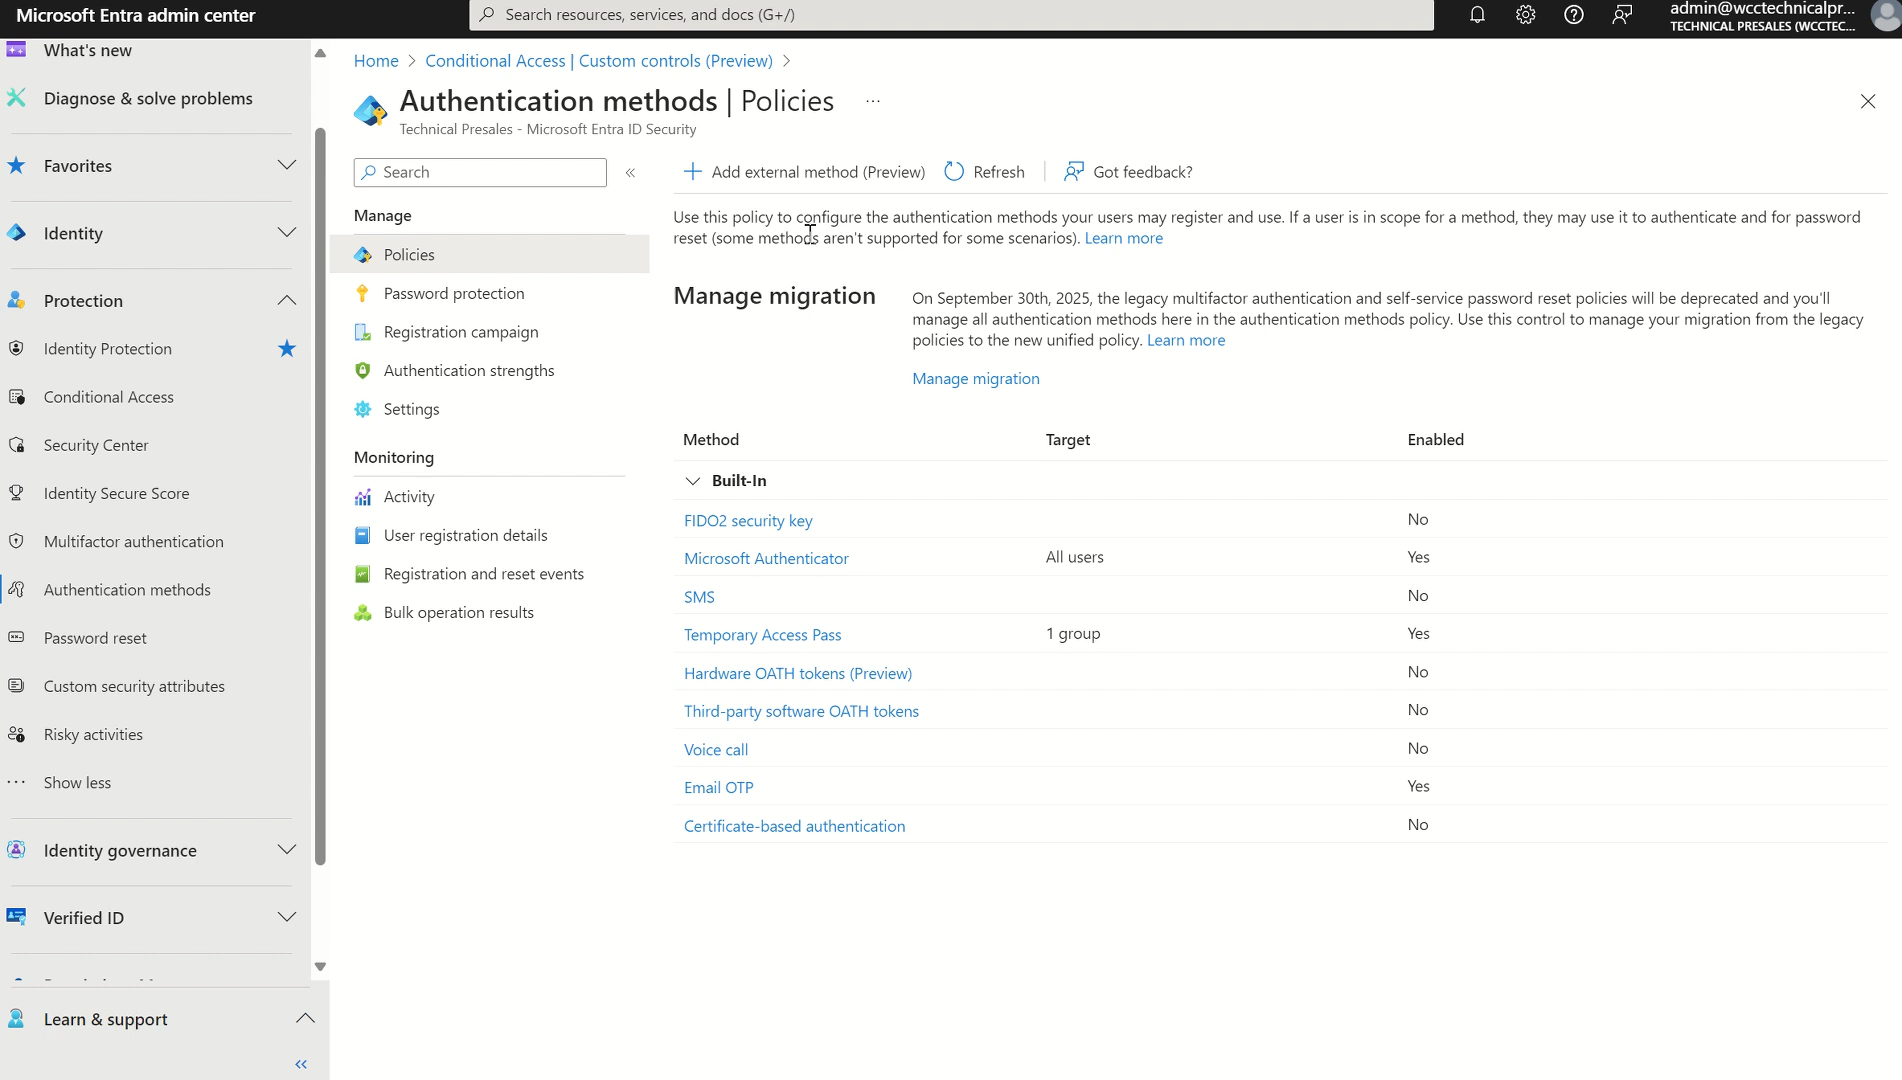 Microsoft Entra admin center
Search resources, services, and docs (G+/)
admin@wcctechnicalpr...
TECHNICAL PRESALES (WCCTEC...
What's new
Diagnose & solve problems
Favorites
Identity
Protection
Identity Protection
Conditional Access
Security Center
Identity Secure Score
Multifactor authentication
Authentication methods
Password reset
Custom security attributes
Risky activities
Show less
Identity governance
Verified ID
Learn & support
Home > Conditional Access | Custom controls (Preview) >
Authentication methods | Policies ...
Technical Presales - Microsoft Entra ID Security
Search
Manage
Policies
Password protection
Registration campaign
Authentication strengths
Settings
Monitoring
Activity
User registration details
Registration and reset events
Bulk operation results
+ Add external method (Preview) Refresh | Got feedback?
Use this policy to configure the authentication methods your users may register and use. If a user is in scope for a method, they may use it to authenticate and for password
reset (some methods aren't supported for some scenarios). Learn more
Manage migration
On September 30th, 2025, the legacy multifactor authentication and self-service password reset policies will be deprecated and you'll
manage all authentication methods here in the authentication methods policy. Use this control to manage your migration from the legacy
policies to the new unified policy. Learn more
Manage migration
Method Target Enabled
Built-In
FIDO2 security key No
Microsoft Authenticator All users Yes
SMS No
Temporary Access Pass 1 group Yes
Hardware OATH tokens (Preview) No
Third-party software OATH tokens No
Voice call No
Email OTP Yes
Certificate-based authentication No